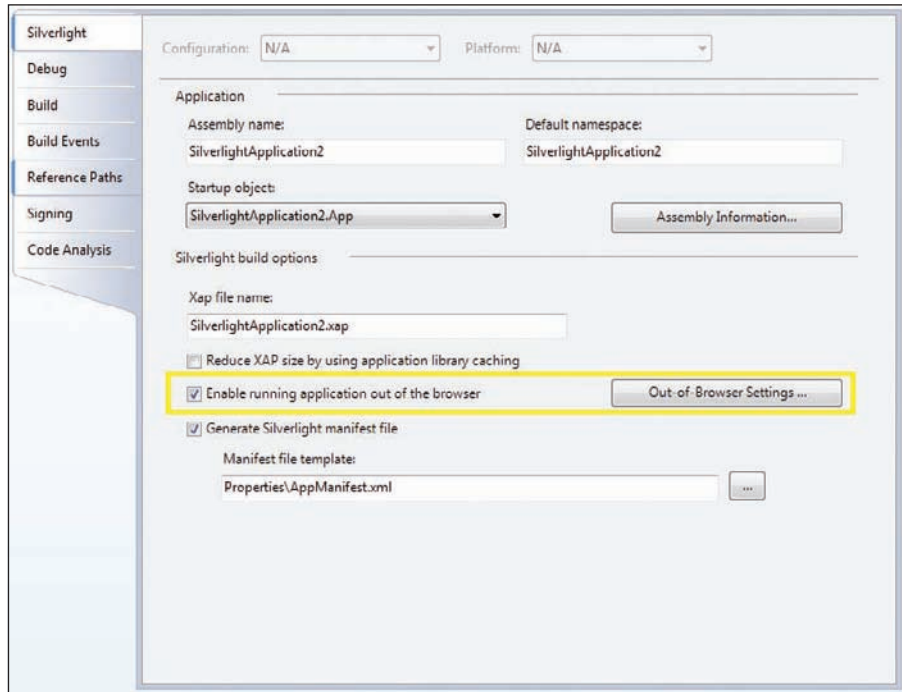 Silverlight
Debug
Build
Build Events
Reference Paths
Signing
Code Analysis
Configuration: N/A Platform: N/A
Application
Assembly name: Default namespace:
SilverlightApplication2 SilverlightApplication2
Startup object:
SilverlightApplication2.App Assembly Information...
Silverlight build options
Xap file name:
SilverlightApplication2.xap
Reduce XAP size by using application library caching
Enable running application out of the browser Out-of-Browser Settings ...
Generate Silverlight manifest file
Manifest file template:
Properties\AppManifest.xml ...